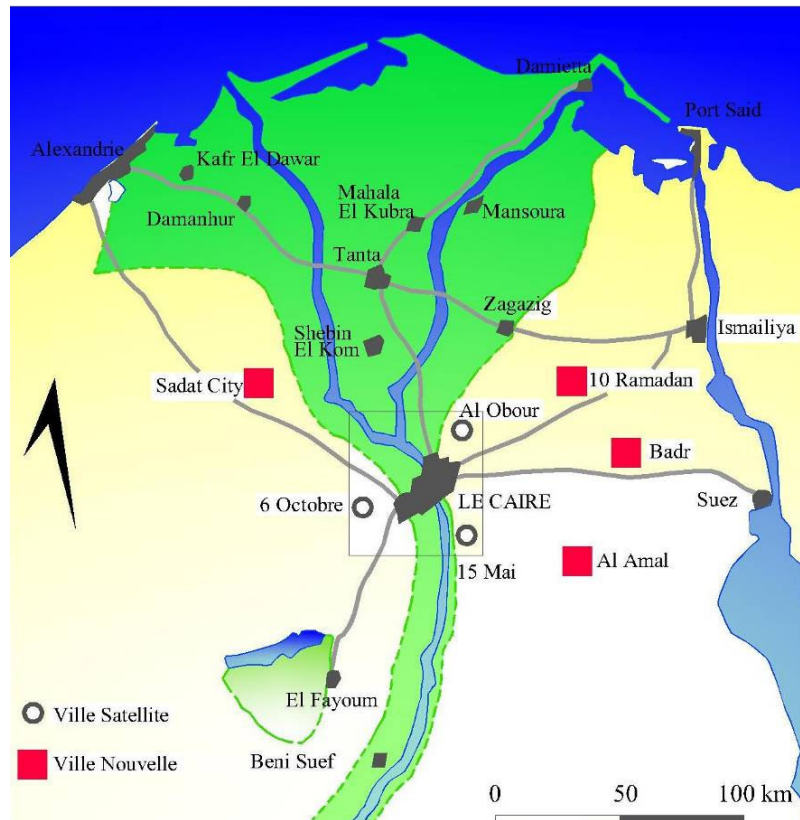 Damietta
Port Said
Alexandrie
Kafr El Dawar
Mahala
El Kubra
Damanhur
Mansoura
Tanta
Zagazig
Ismailiya
Shebin
El Kom
Sadat City
10 Ramadan
Al Obour
Badr
6 Octobre
LE CAIRE
Suez
15 Mai
Al Amal
El Fayoum
Ville Satellite
Beni Suef
Ville Nouvelle
0 50 100 km